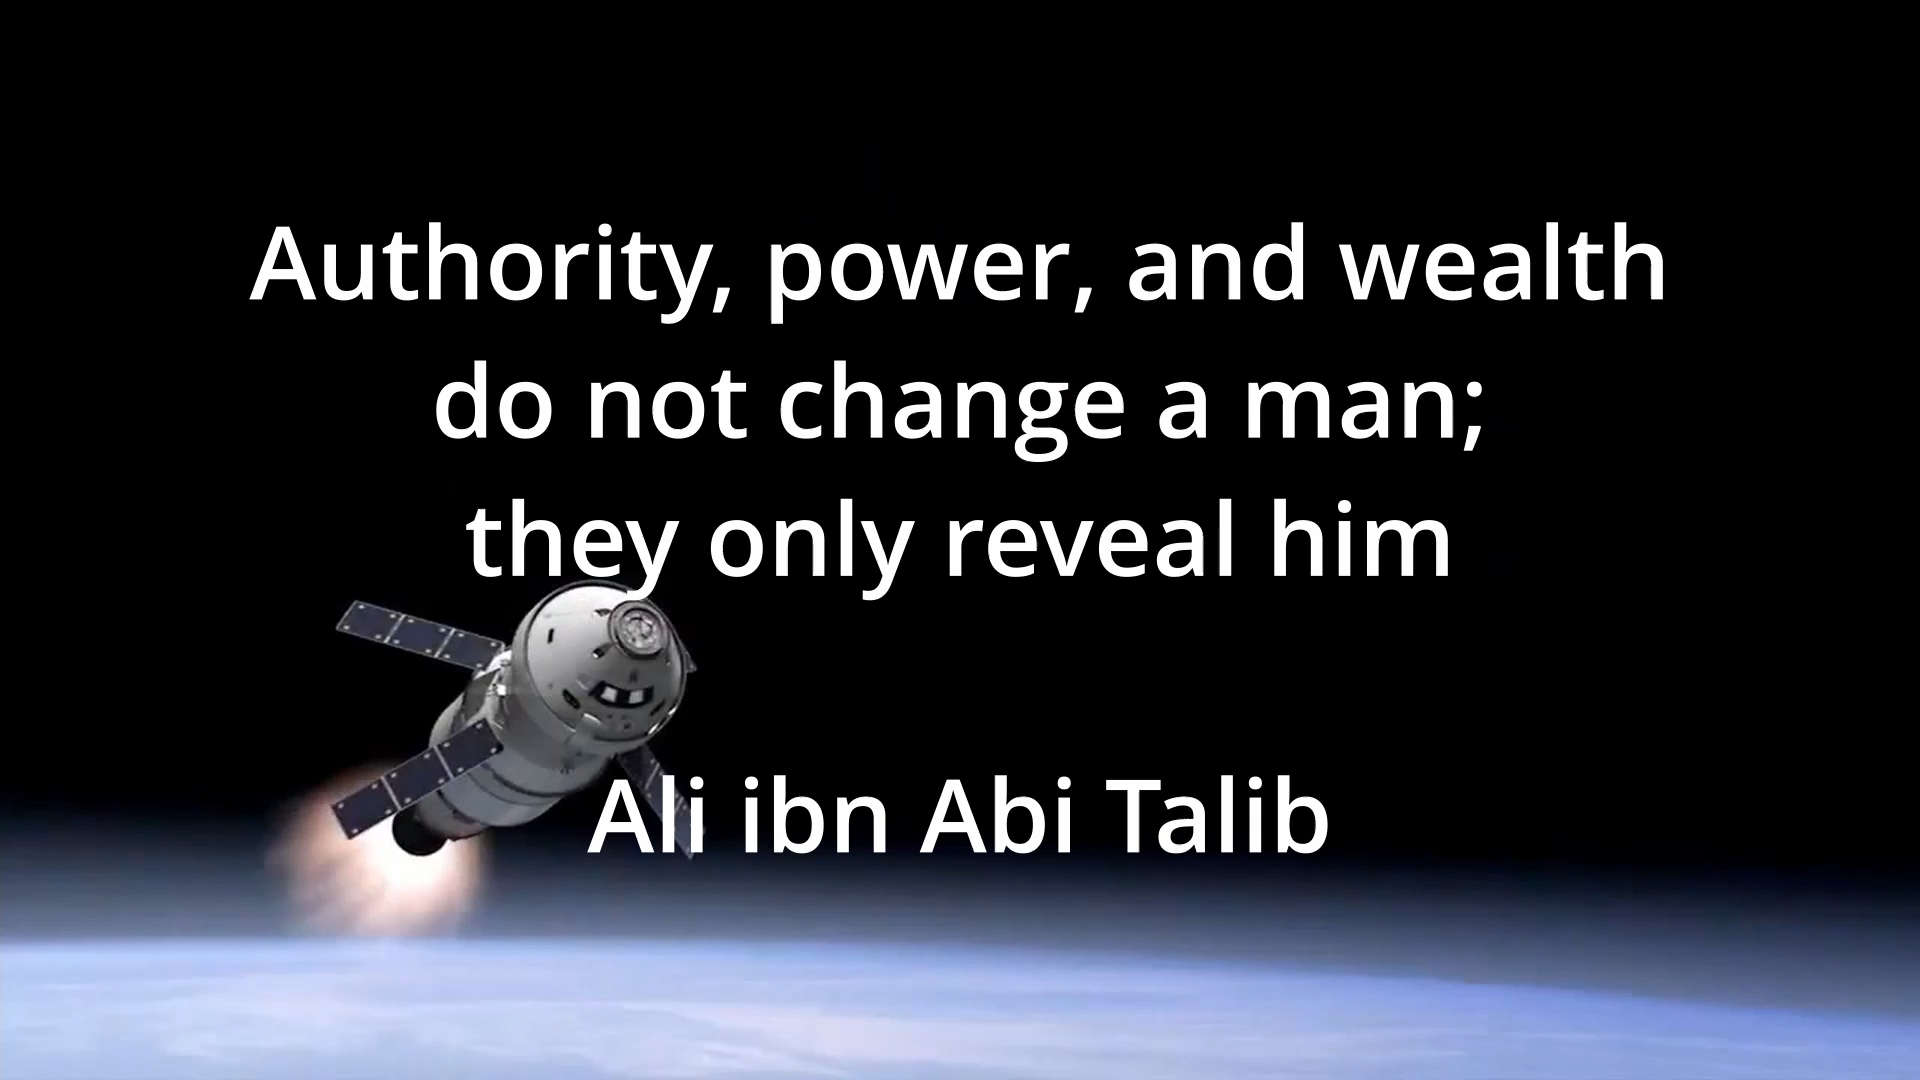 Authority, power, and wealth
do not change a man;
they only reveal him
Ali ibn Abi Talib